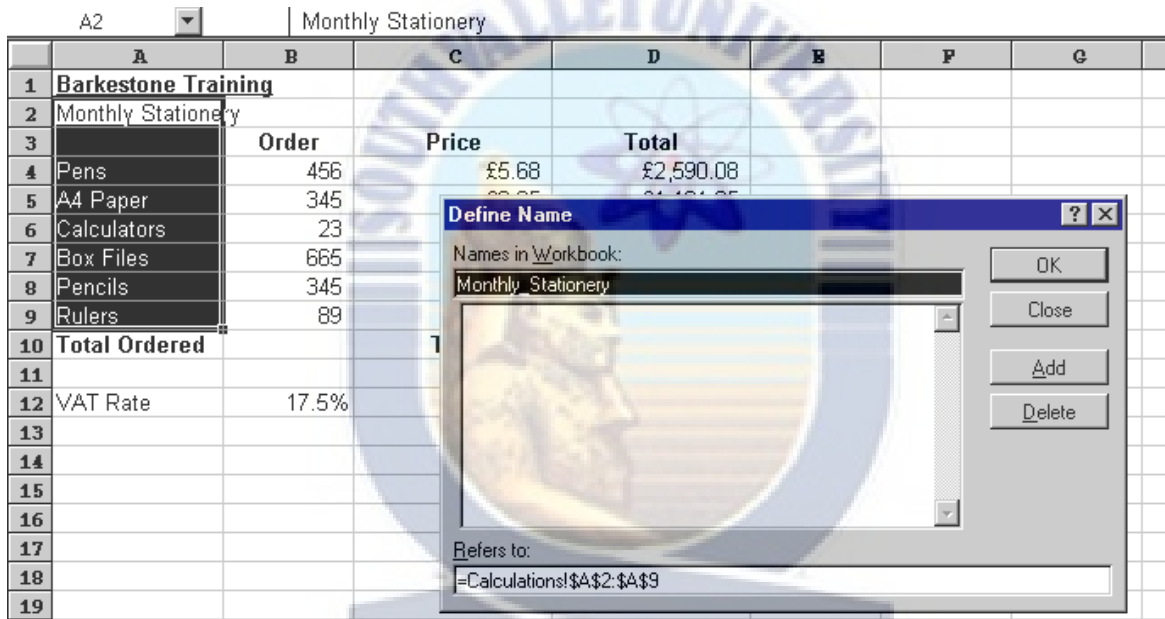 A2 Monthly Stationery
A B C D E F G
1 Barkestone Training
2 Monthly Stationery
3 Order Price Total
4 Pens 456 £5.68 £2,590.08
5 A4 Paper 345
6 Calculators 23
7 Box Files 665
8 Pencils 345
9 Rulers 89
10 Total Ordered
11
12 VAT Rate 17.5%
13
14
15
16
17
18
19
Define Name
Names in Workbook:
Monthly_Stationery
OK
Close
Add
Delete
Refers to:
=Calculations!$A$2:$A$9
SOUTH VALLEY UNIVERSITY